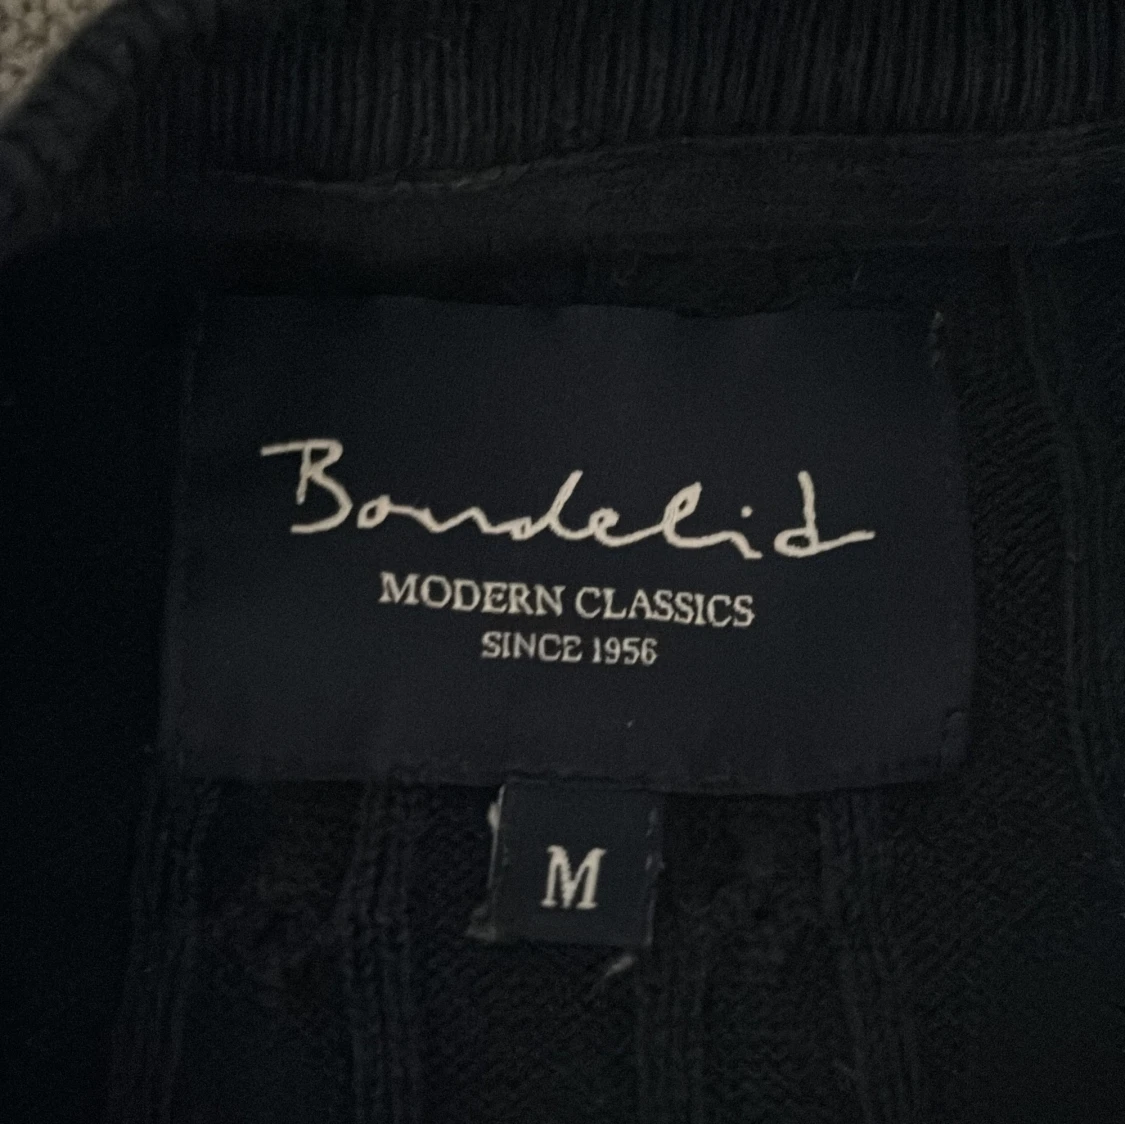 Bondelid
MODERN CLASSICS
SINCE 1956
M